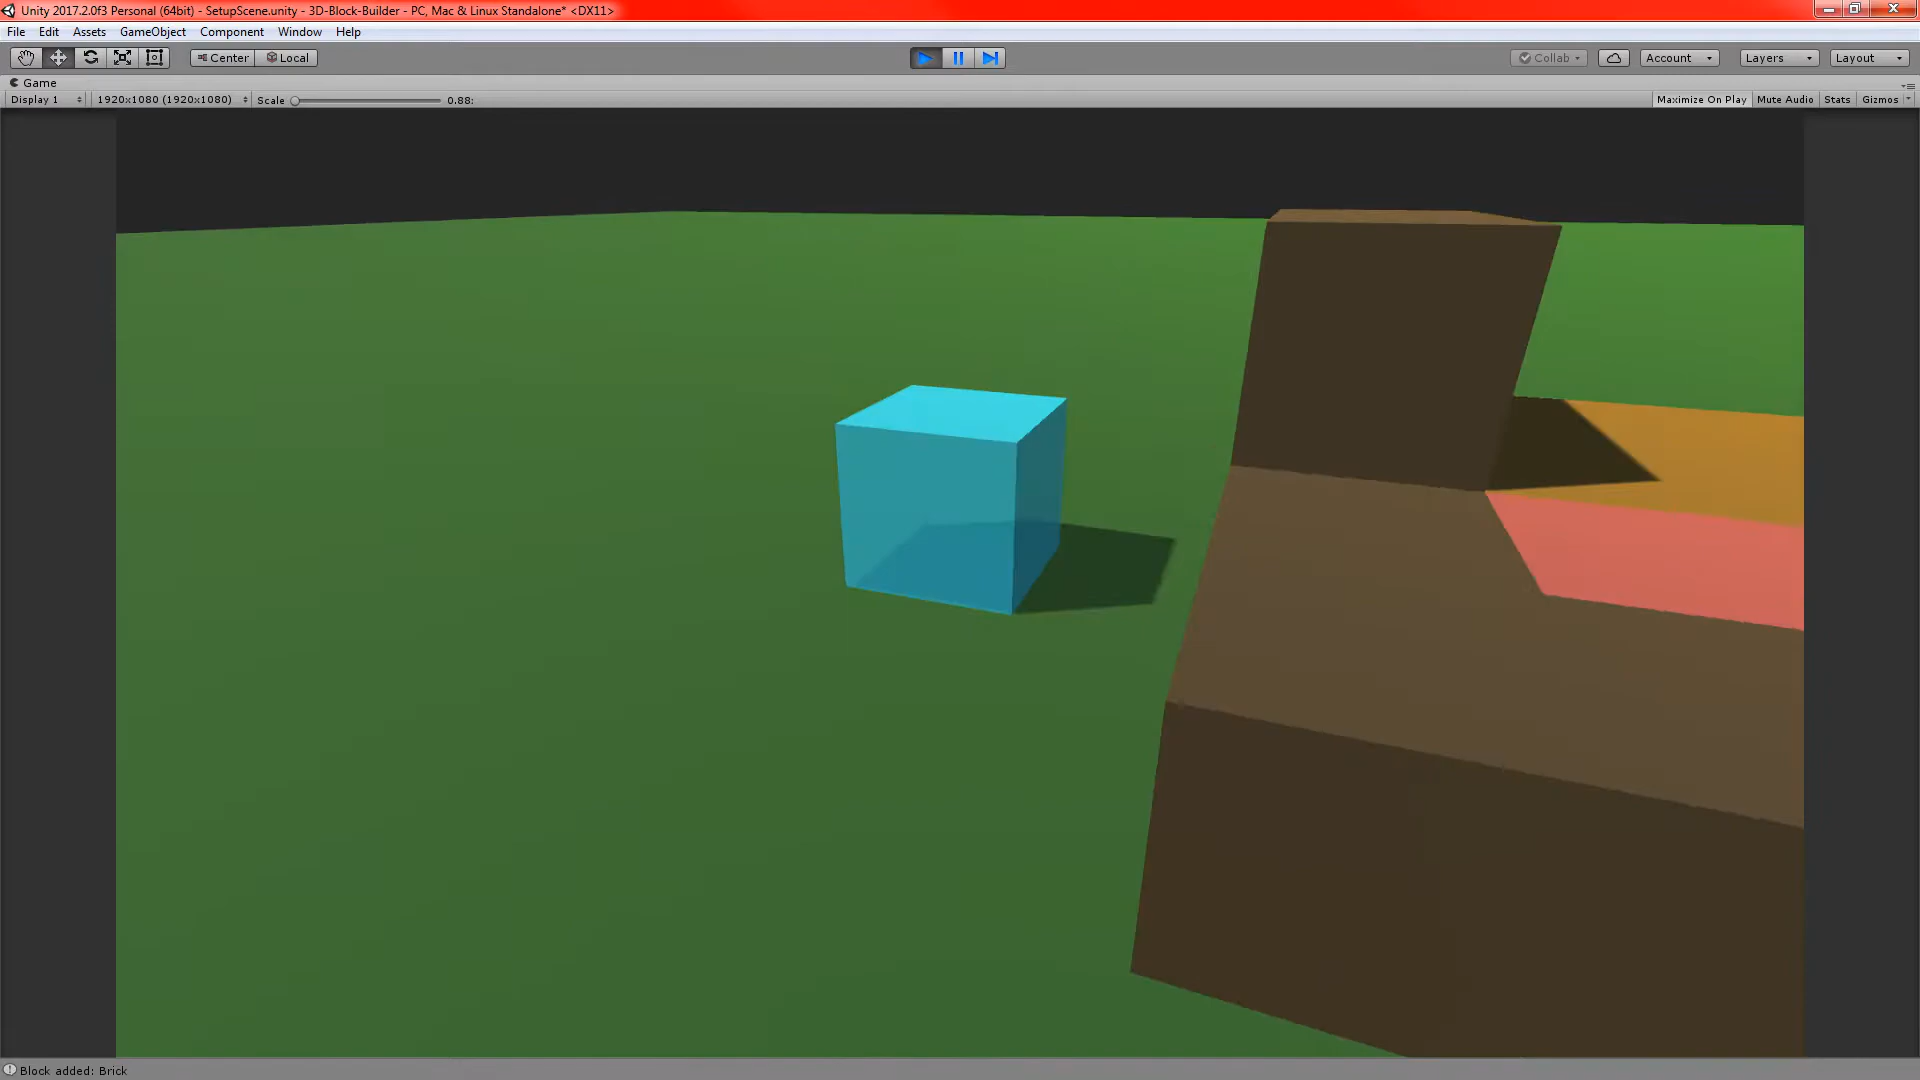 Unity 2017.2.0f3 Personal (64bit) - SetupScene.unity - 3D-Block-Builder - PC, Mac & Linux Standalone* <DX11>
File Edit Assets GameObject Component Window Help
Center Local Collab Account Layers Layout
Game
Display 1 1920x1080 (1920x1080) Scale 0.88: Maximize On Play Mute Audio Stats Gizmos
Block added: Brick